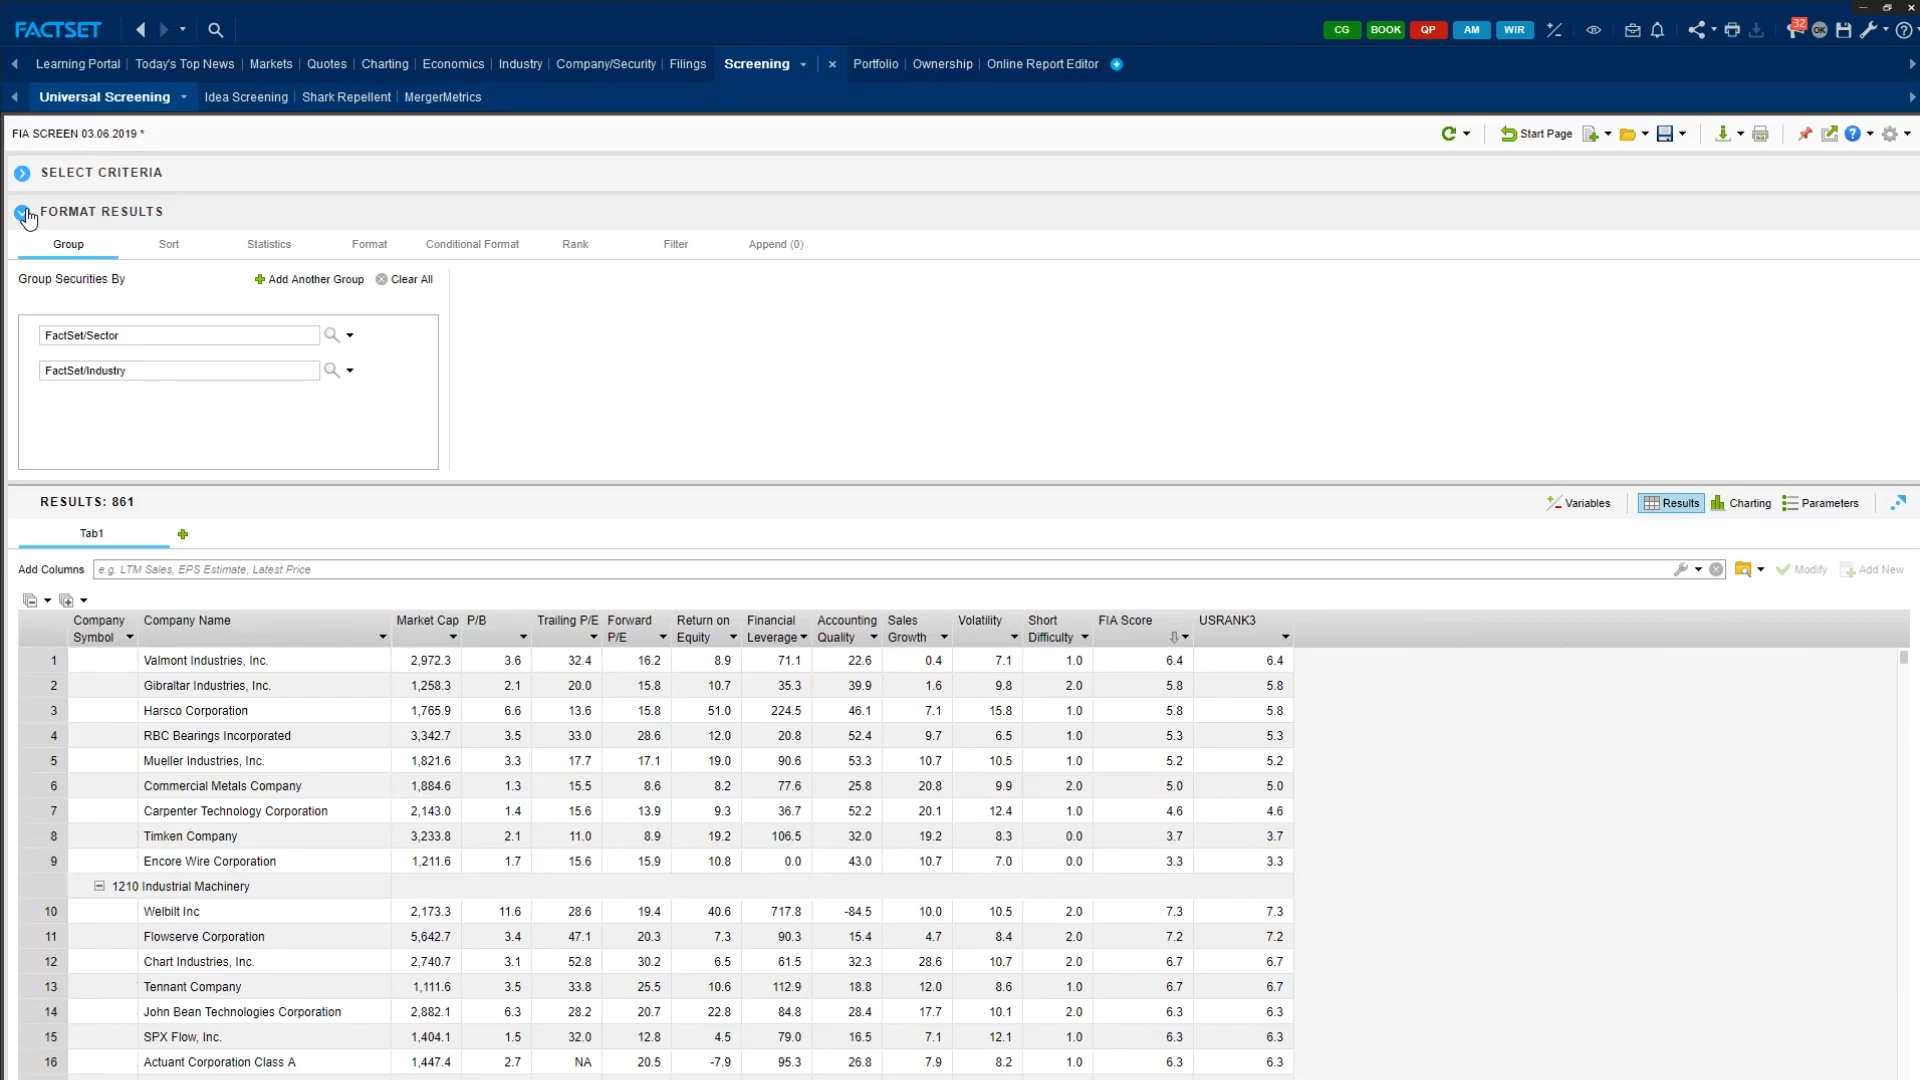 FACTSET CG BOOK QP AM WIR 32 OK
Learning Portal Today's Top News Markets Quotes Charting Economics Industry Company/Security Filings Screening Portfolio Ownership Online Report Editor
Universal Screening Idea Screening Shark Repellent MergerMetrics
FIA SCREEN 03.06.2019 * Start Page
SELECT CRITERIA
FORMAT RESULTS
Group Sort Statistics Format Conditional Format Rank Filter Append (0)
Group Securities By Add Another Group Clear All
FactSet/Sector
FactSet/Industry
RESULTS: 861 Variables Results Charting Parameters
Tab1
Add Columns e.g. LTM Sales, EPS Estimate, Latest Price Modify Add New
Company Company Name Market Cap P/B Trailing P/E Forward Return on Financial Accounting Sales Volatility Short FIA Score USRANK3
Symbol P/E Equity Leverage Quality Growth Difficulty
1 Valmont Industries, Inc. 2,972.3 3.6 32.4 16.2 8.9 71.1 22.6 0.4 7.1 1.0 6.4 6.4
2 Gibraltar Industries, Inc. 1,258.3 2.1 20.0 15.8 10.7 35.3 39.9 1.6 9.8 2.0 5.8 5.8
3 Harsco Corporation 1,765.9 6.6 13.6 15.8 51.0 224.5 46.1 7.1 15.8 1.0 5.8 5.8
4 RBC Bearings Incorporated 3,342.7 3.5 33.0 28.6 12.0 20.8 52.4 9.7 6.5 1.0 5.3 5.3
5 Mueller Industries, Inc. 1,821.6 3.3 17.7 17.1 19.0 90.6 53.3 10.7 10.5 1.0 5.2 5.2
6 Commercial Metals Company 1,884.6 1.3 15.5 8.6 8.2 77.6 25.8 20.8 9.9 2.0 5.0 5.0
7 Carpenter Technology Corporation 2,143.0 1.4 15.6 13.9 9.3 36.7 52.2 20.1 12.4 1.0 4.6 4.6
8 Timken Company 3,233.8 2.1 11.0 8.9 19.2 106.5 32.0 19.2 8.3 0.0 3.7 3.7
9 Encore Wire Corporation 1,211.6 1.7 15.6 15.9 10.8 0.0 43.0 10.7 7.0 0.0 3.3 3.3
1210 Industrial Machinery
10 Welbilt Inc 2,173.3 11.6 28.6 19.4 40.6 717.8 -84.5 10.0 10.5 2.0 7.3 7.3
11 Flowserve Corporation 5,642.7 3.4 47.1 20.3 7.3 90.3 15.4 4.7 8.4 2.0 7.2 7.2
12 Chart Industries, Inc. 2,740.7 3.1 52.8 30.2 6.5 61.5 32.3 28.6 10.7 2.0 6.7 6.7
13 Tennant Company 1,111.6 3.5 33.8 25.5 10.6 112.9 18.8 12.0 8.6 1.0 6.7 6.7
14 John Bean Technologies Corporation 2,882.1 6.3 28.2 20.7 22.8 84.8 28.4 17.7 10.1 2.0 6.3 6.3
15 SPX Flow, Inc. 1,404.1 1.5 32.0 12.8 4.5 79.0 16.5 7.1 12.1 1.0 6.3 6.3
16 Actuant Corporation Class A 1,447.4 2.7 NA 20.5 -7.9 95.3 26.8 7.9 8.2 1.0 6.3 6.3